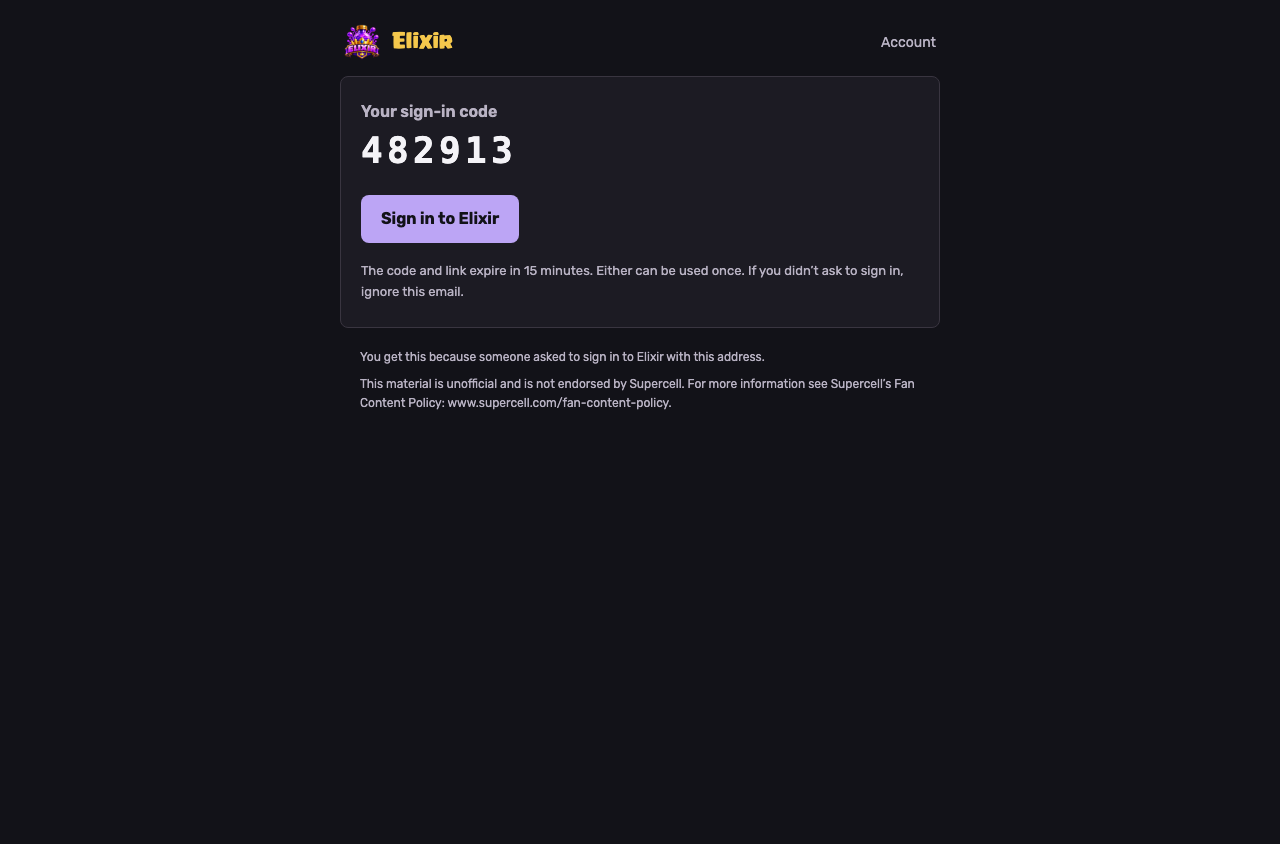 ELIXIR
Elixir
Account
Your sign-in code
482913
Sign in to Elixir
The code and link expire in 15 minutes. Either can be used once. If you didn’t ask to sign in,
ignore this email.
You get this because someone asked to sign in to Elixir with this address.
This material is unofficial and is not endorsed by Supercell. For more information see Supercell’s Fan
Content Policy: www.supercell.com/fan-content-policy.